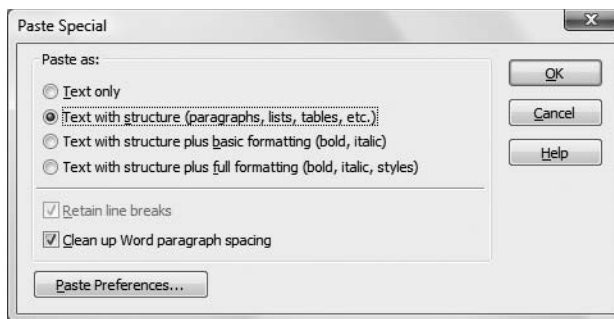 Paste Special
X
Paste as:
Text only
Text with structure (paragraphs, lists, tables, etc.)
Text with structure plus basic formatting (bold, italic)
Text with structure plus full formatting (bold, italic, styles)
Retain line breaks
Clean up Word paragraph spacing
Paste Preferences...
OK
Cancel
Help